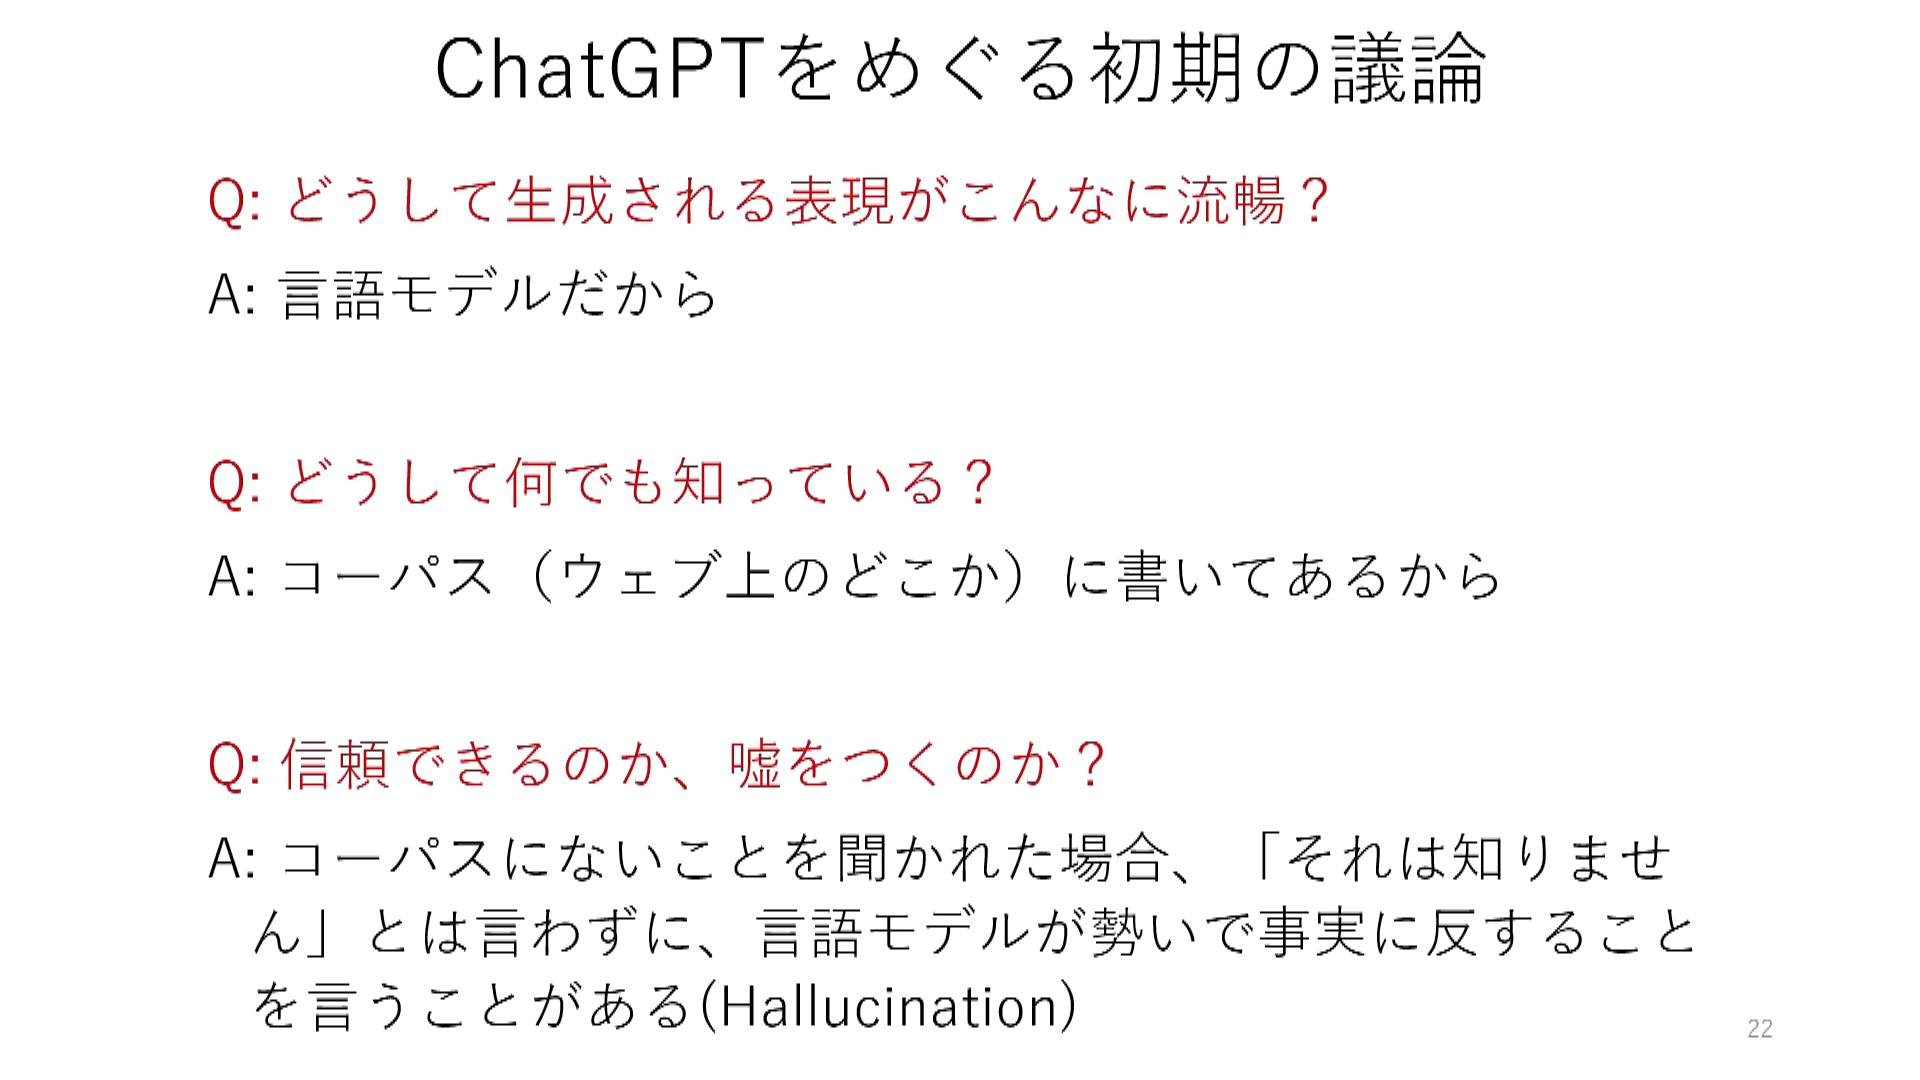 ChatGPTをめぐる初期の議論
Q: どうして生成される表現がこんなに流暢？
A: 言語モデルだから
Q: どうして何でも知っている？
A: コーパス（ウェブ上のどこか）に書いてあるから
Q: 信頼できるのか、嘘をつくのか？
A: コーパスにないことを聞かれた場合、「それは知りませ
ん」とは言わずに、言語モデルが勢いで事実に反すること
を言うことがある(Hallucination)
22